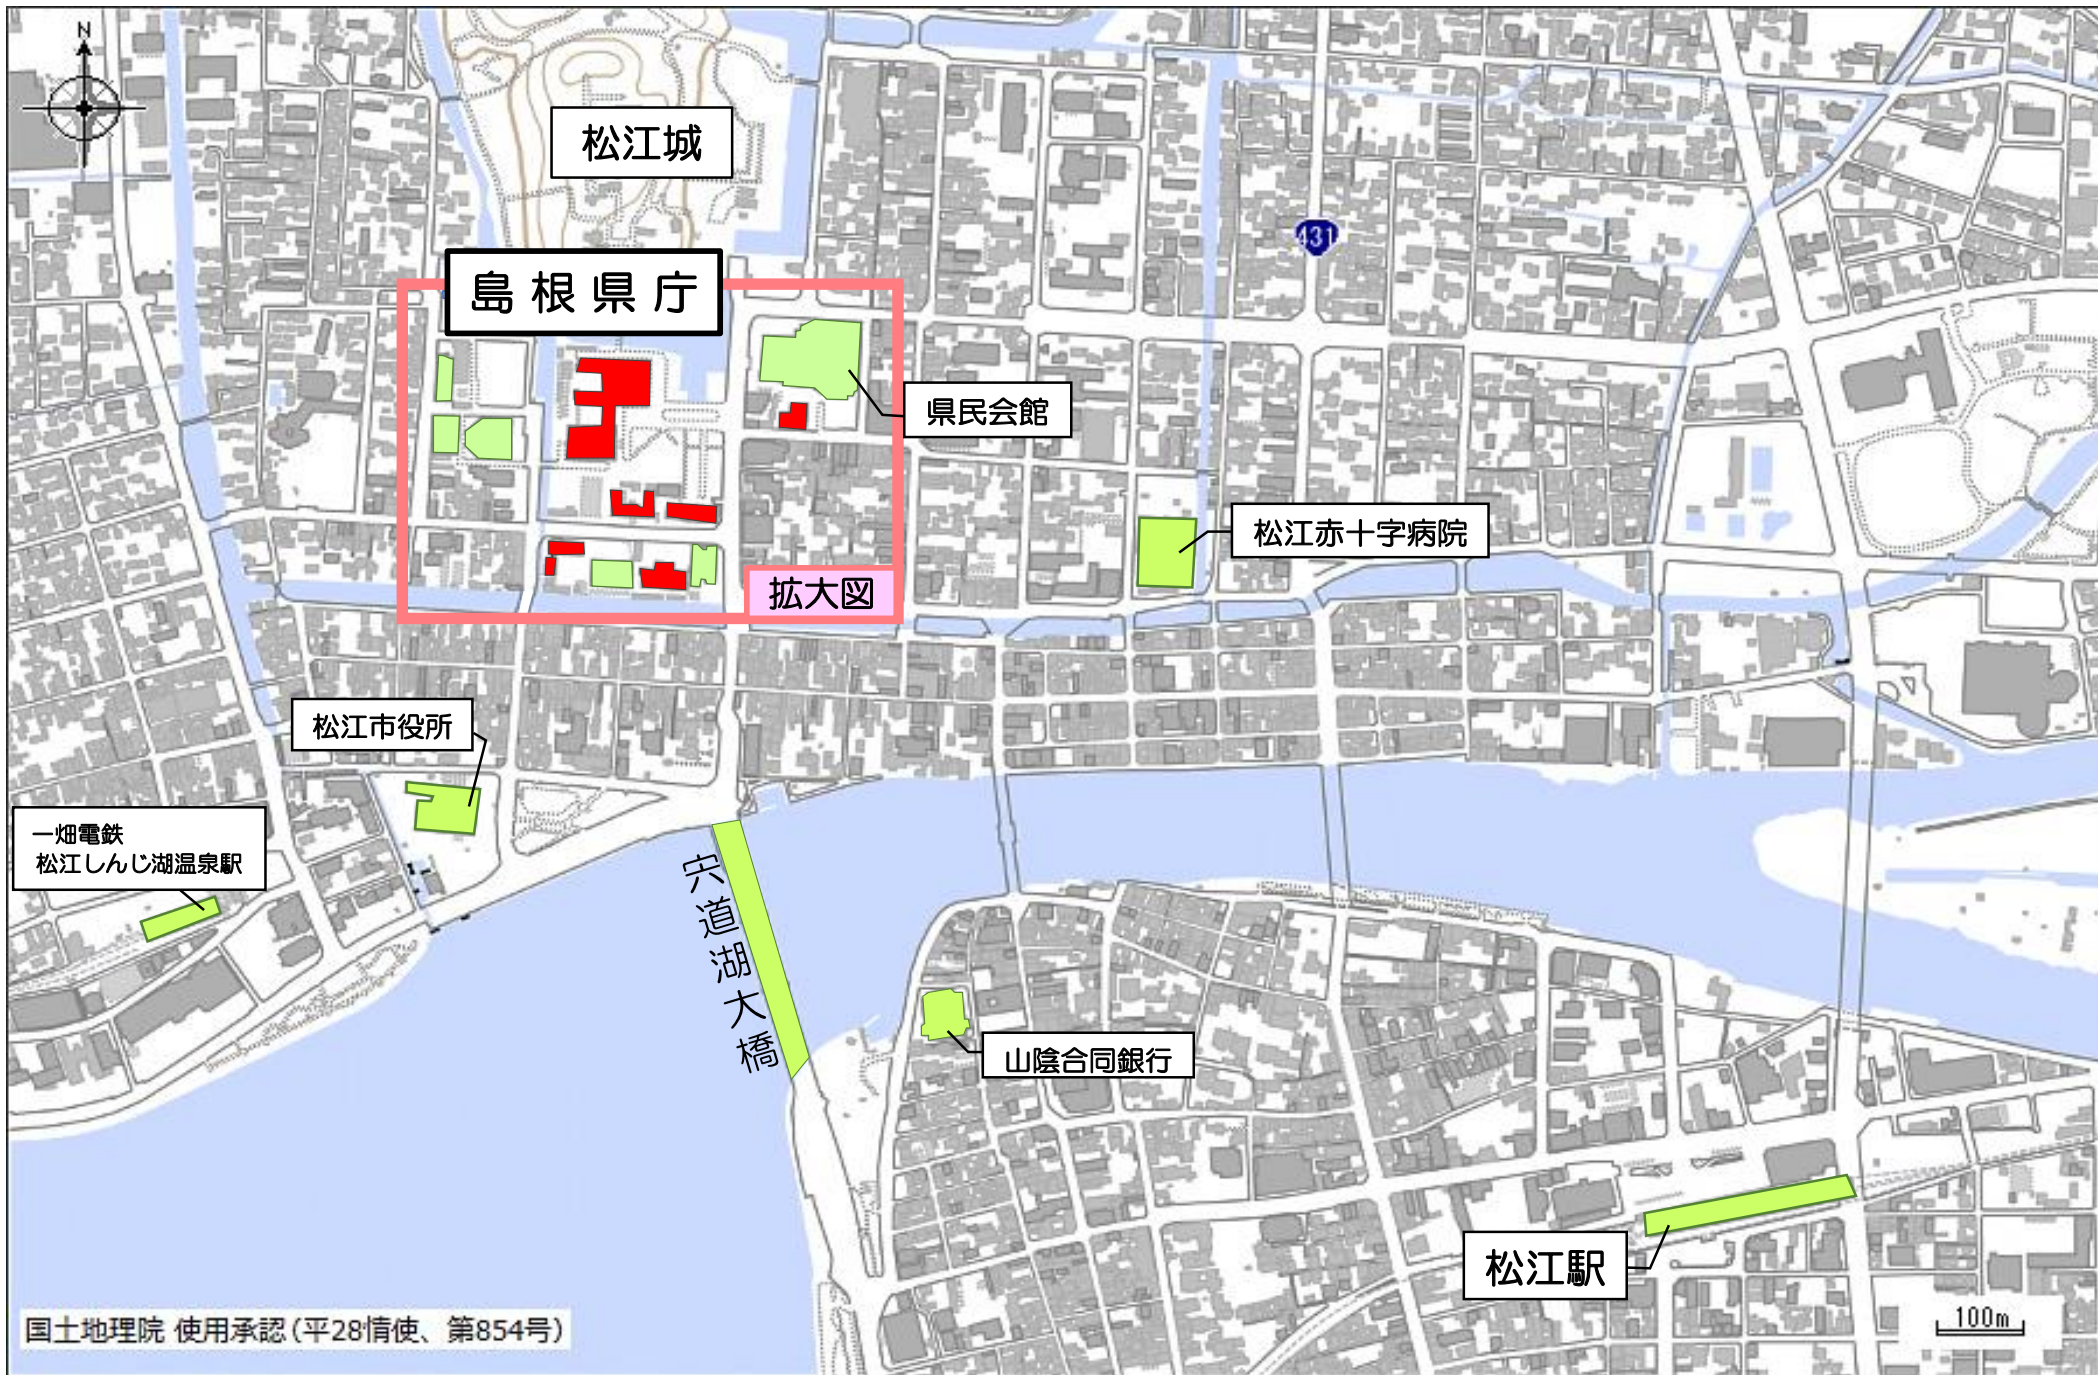 N
松江城
431
島根県庁
県民会館
松江赤十字病院
拡大図
松江市役所
一畑電鉄
松江しんじ湖温泉駅
宍道湖大橋
山陰合同銀行
松江駅
100m
国土地理院 使用承認(平28情使、第854号)